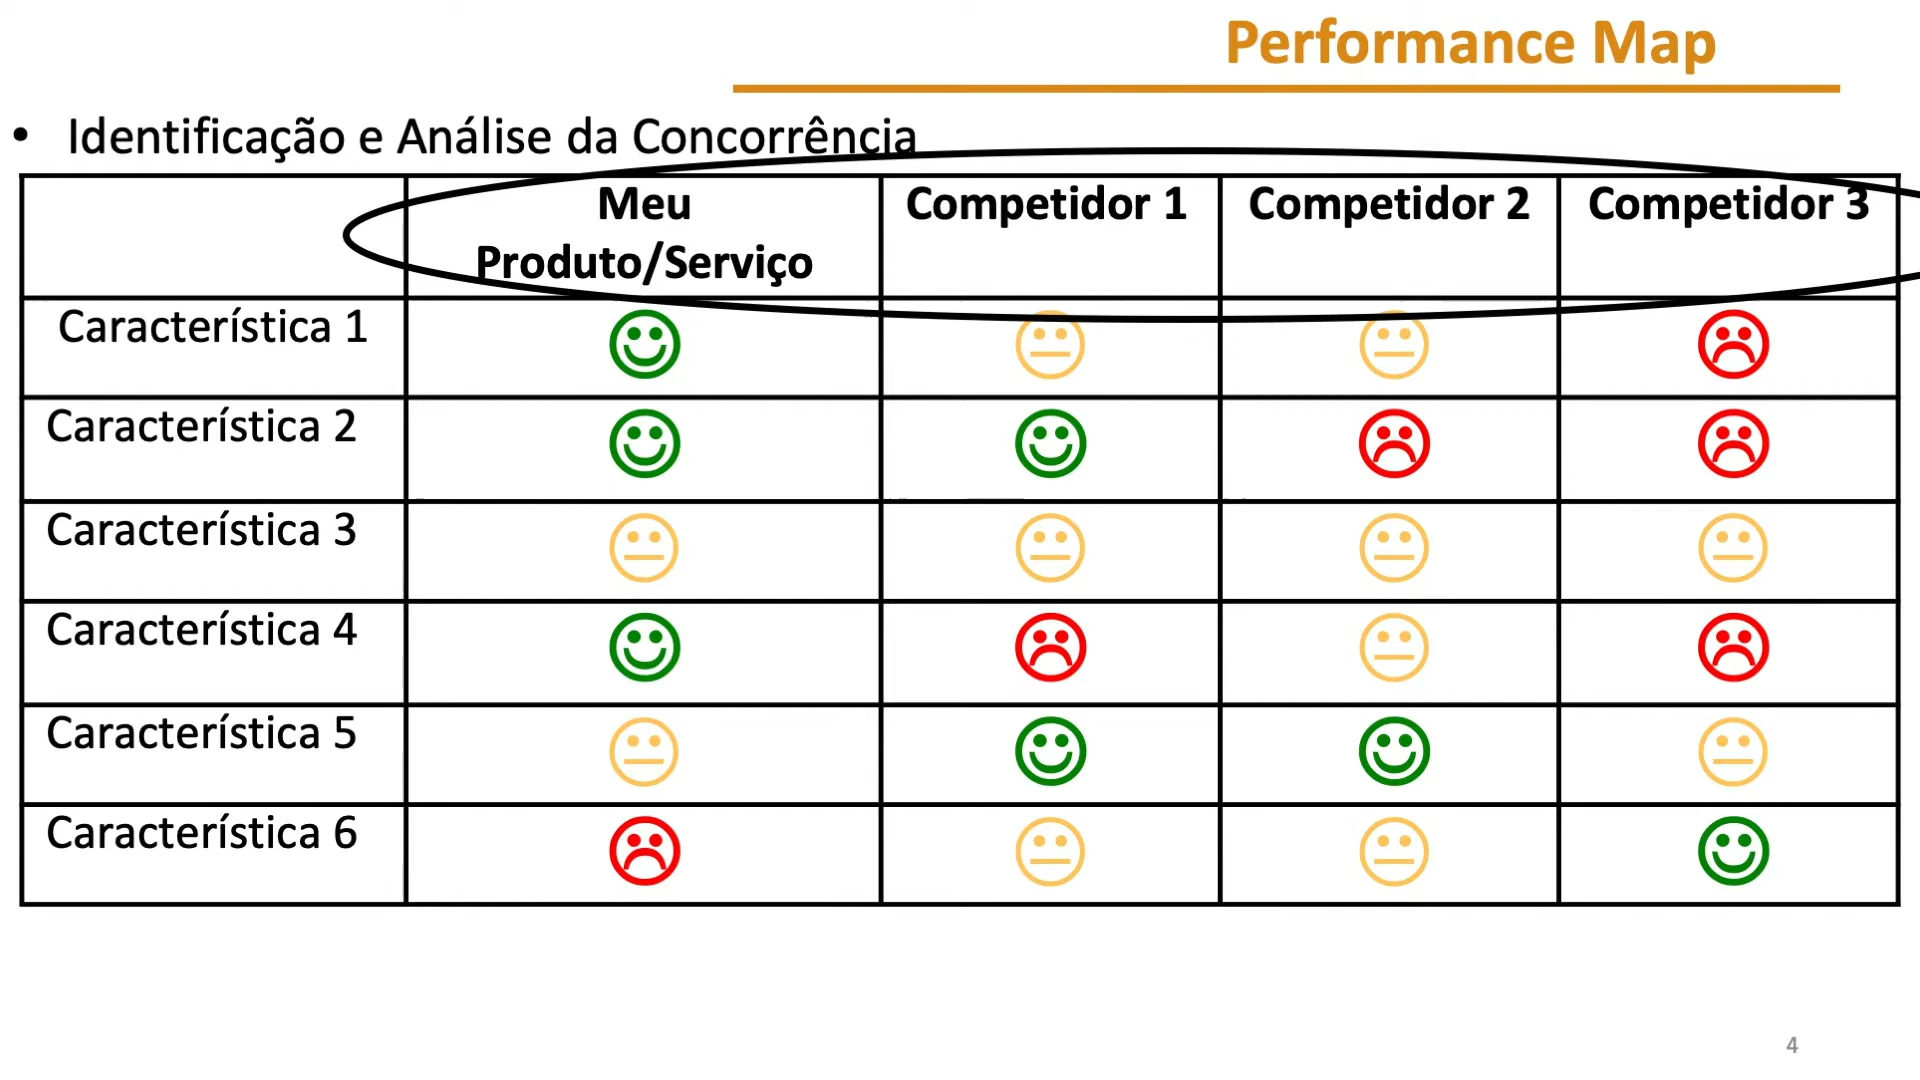 Performance Map
• Identificação e Análise da Concorrência
Meu
Produto/Serviço
Competidor 1
Competidor 2
Competidor 3
Característica 1
Característica 2
Característica 3
Característica 4
Característica 5
Característica 6
4